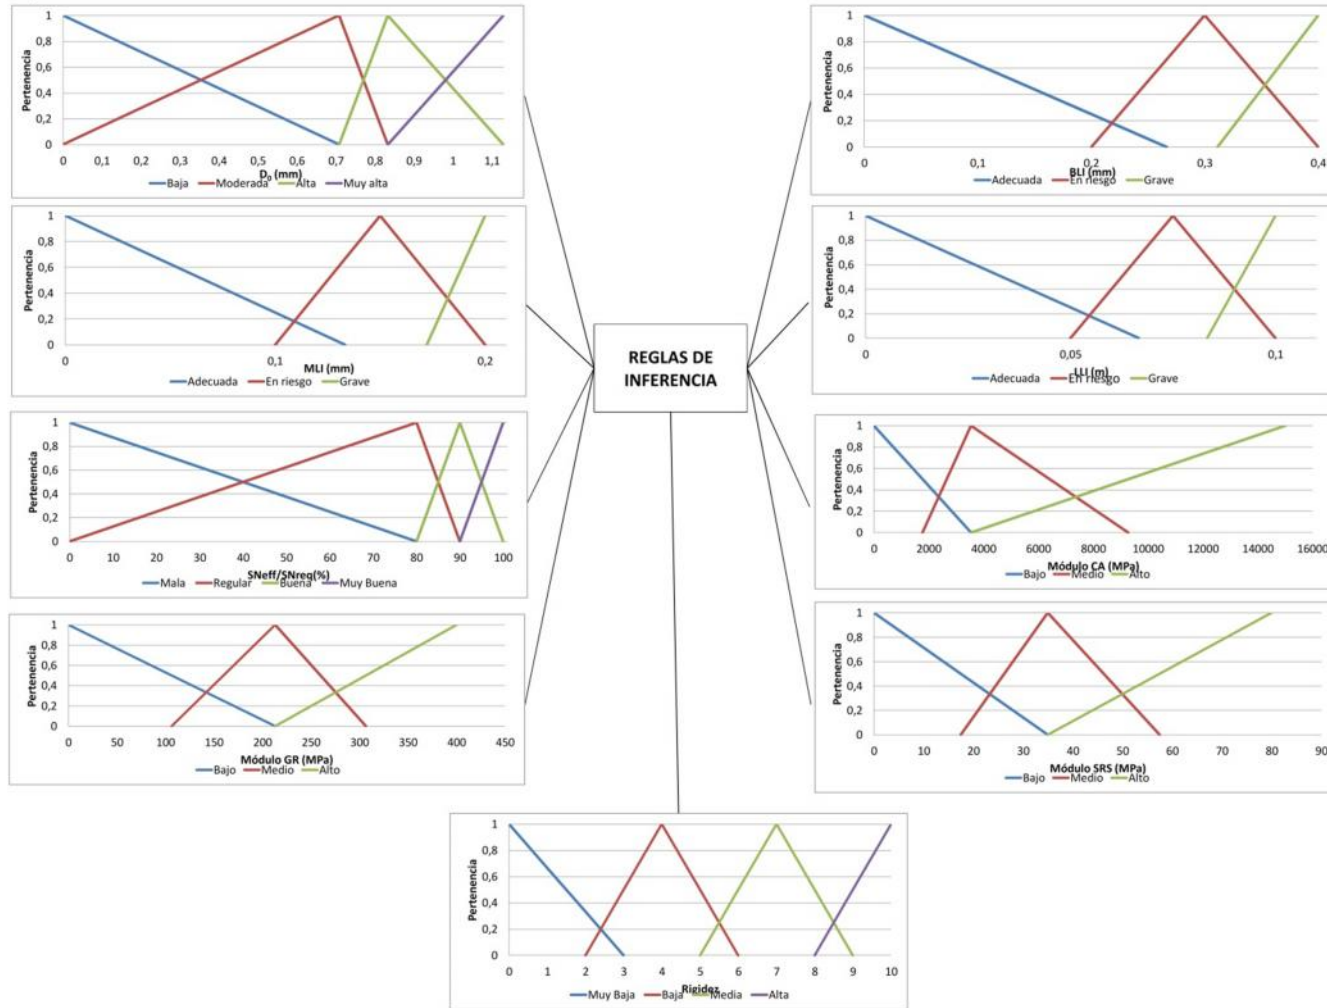 1
0,8
0,6
0,4
0,2
0
Pertenencia
0 0,1 0,2 0,3 0,4 0,5 0,6 0,7 0,8 0,9 1 1,1
D₀ (mm)
Baja Moderada Alta Muy alta
1
0,8
0,6
0,4
0,2
0
Pertenencia
0 0,1 0,2 0,3 0,4
BLI (mm)
Adecuada En riesgo Grave
1
0,8
0,6
0,4
0,2
0
Pertenencia
0 0,1 0,2
MLI (mm)
Adecuada En riesgo Grave
1
0,8
0,6
0,4
0,2
0
Pertenencia
0 0,05 0,1
LLI (m)
Adecuada En riesgo Grave
REGLAS DE
INFERENCIA
1
0,8
0,6
0,4
0,2
0
Pertenencia
0 10 20 30 40 50 60 70 80 90 100
SNeff/SNreq(%)
Mala Regular Buena Muy Buena
1
0,8
0,6
0,4
0,2
0
Pertenencia
0 2000 4000 6000 8000 10000 12000 14000 16000
Módulo CA (MPa)
Bajo Medio Alto
1
0,8
0,6
0,4
0,2
0
Pertenencia
0 50 100 150 200 250 300 350 400 450
Módulo GR (MPa)
Bajo Medio Alto
1
0,8
0,6
0,4
0,2
0
Pertenencia
0 10 20 30 40 50 60 70 80 90
Módulo SRS (MPa)
Bajo Medio Alto
1
0,8
0,6
0,4
0,2
0
Pertenencia
0 1 2 3 4 5 6 7 8 9 10
Rigidez
Muy Baja Baja Media Alta